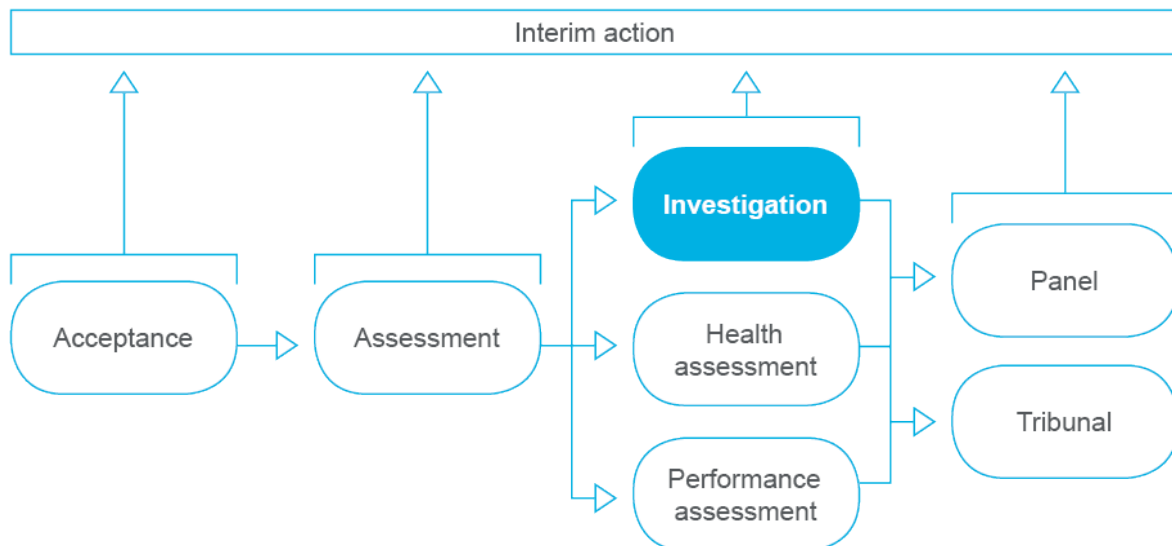 Interim action
Acceptance
Assessment
Investigation
Health
assessment
Performance
assessment
Panel
Tribunal